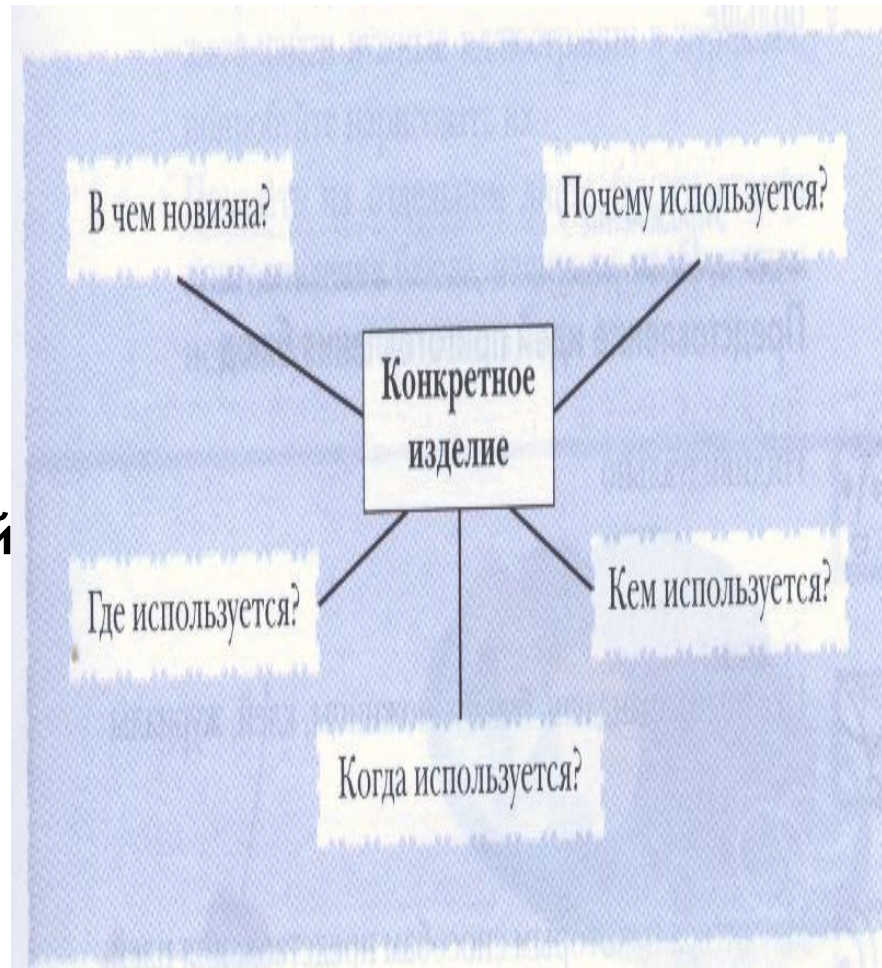 В чем новизна?
Почему используется?
Конкретное
изделие
й
Где используется?
Кем используется?
Когда используется?